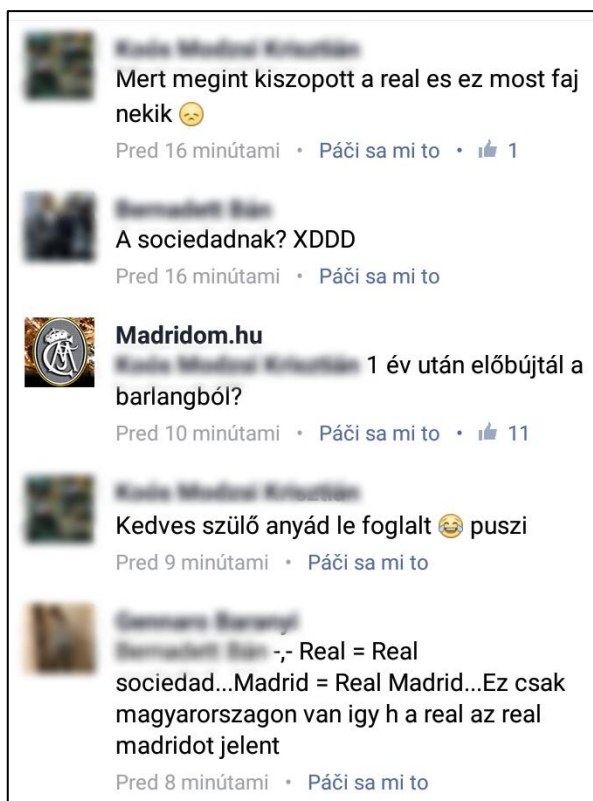 Mert megint kiszopott a real es ez most faj
nekik 😞
Pred 16 minútami • Páči sa mi to • 1
A sociedadnak? XDDD
Pred 16 minútami • Páči sa mi to
Madridom.hu
1 év után előbújtál a
barlangból?
Pred 10 minútami • Páči sa mi to • 11
Kedves szülő anyád le foglalt 😂 puszi
Pred 9 minútami • Páči sa mi to
-,- Real = Real
sociedad...Madrid = Real Madrid...Ez csak
magyarorszagon van igy h a real az real
madridot jelent
Pred 8 minútami • Páči sa mi to